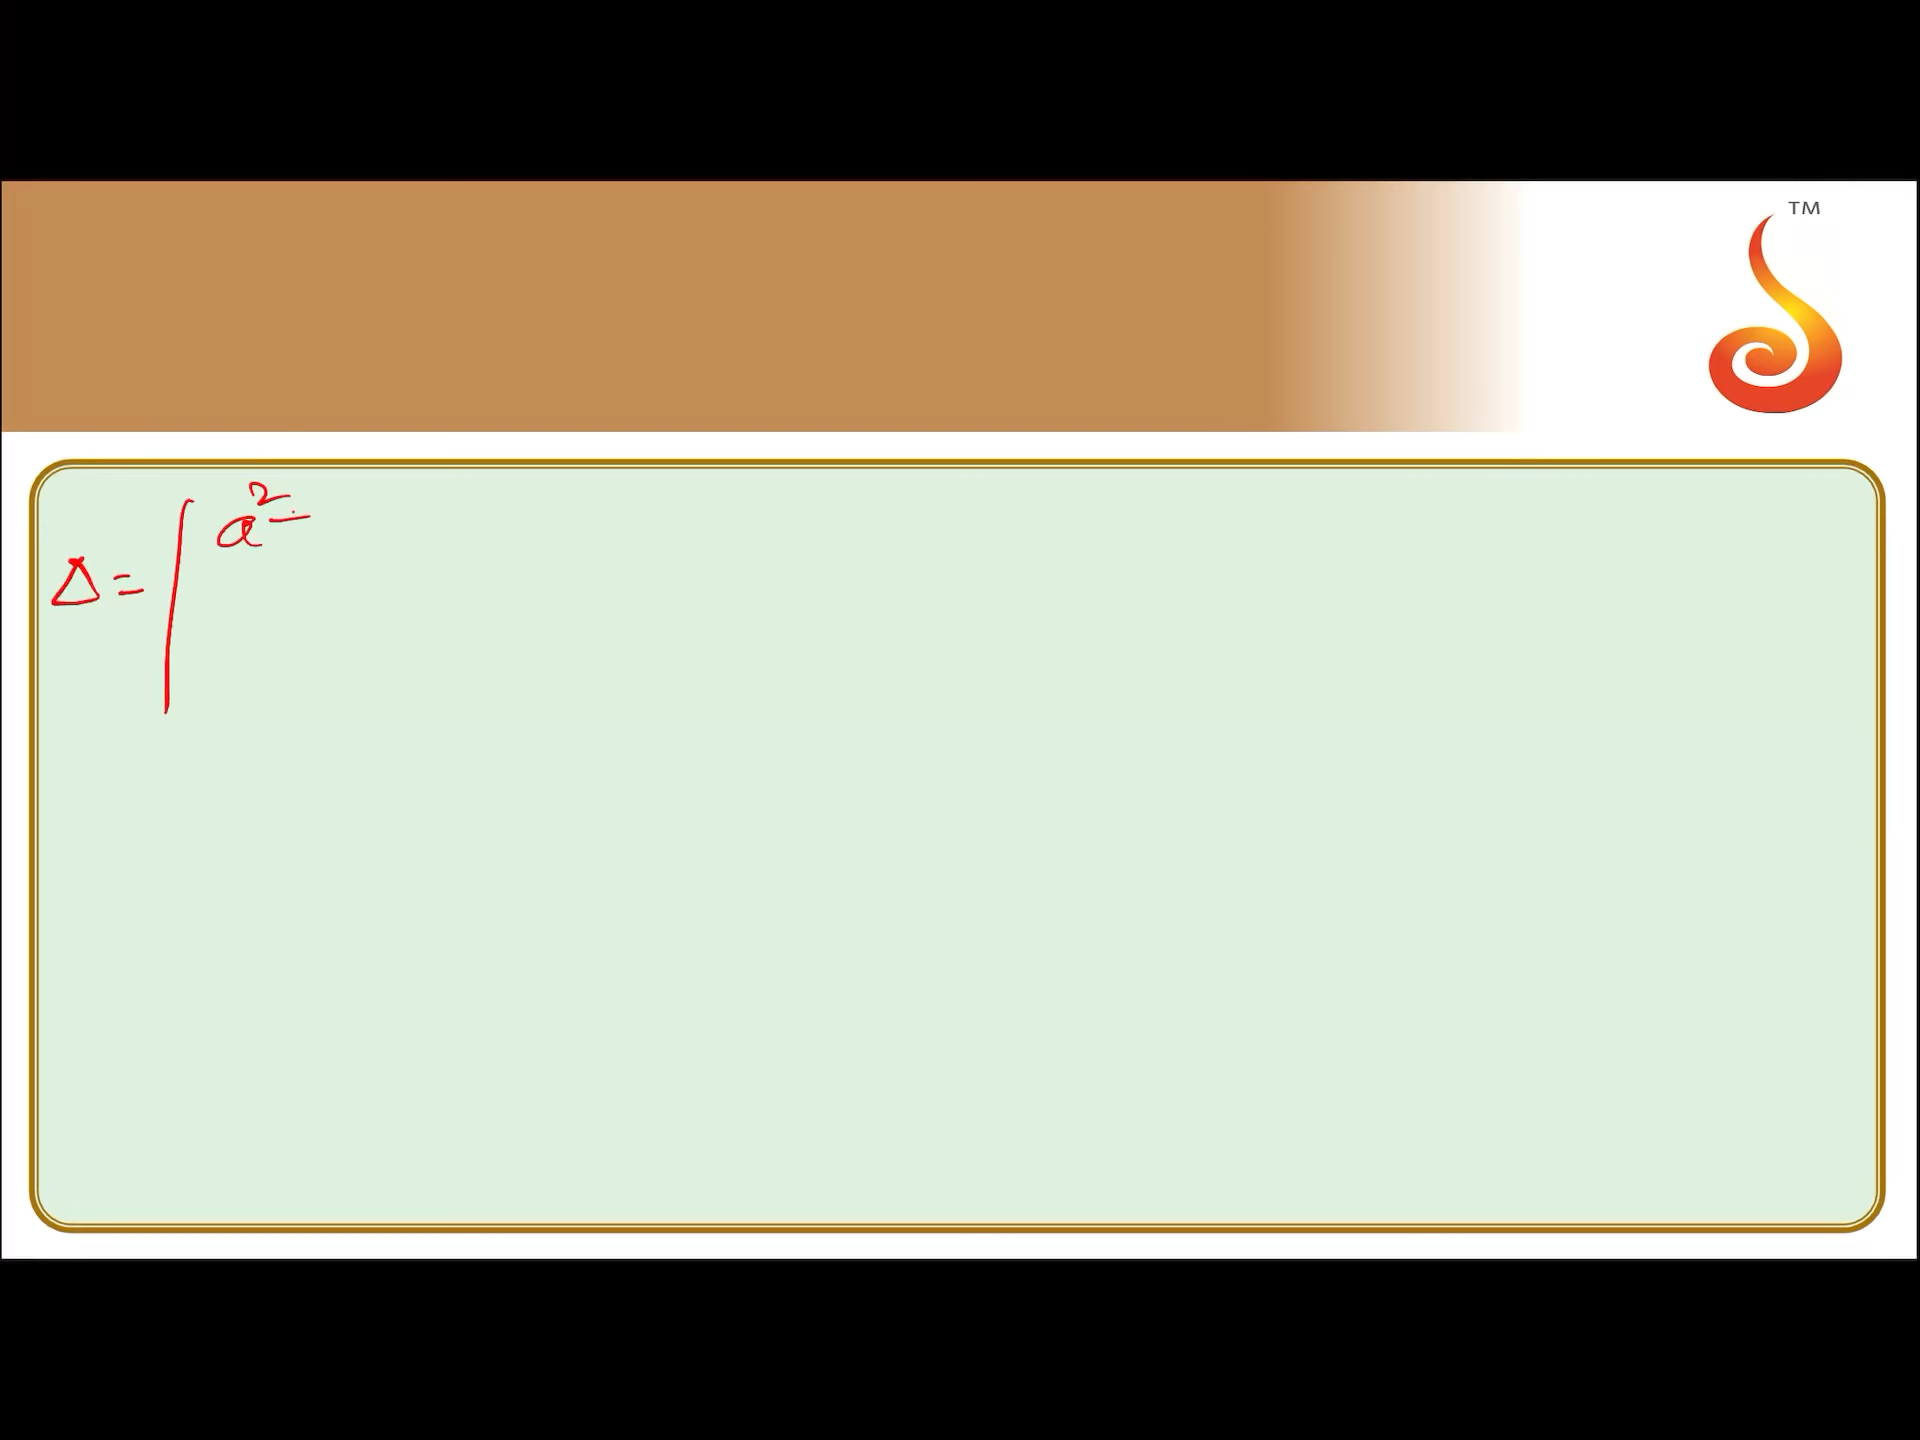 TM
Δ = | a² -